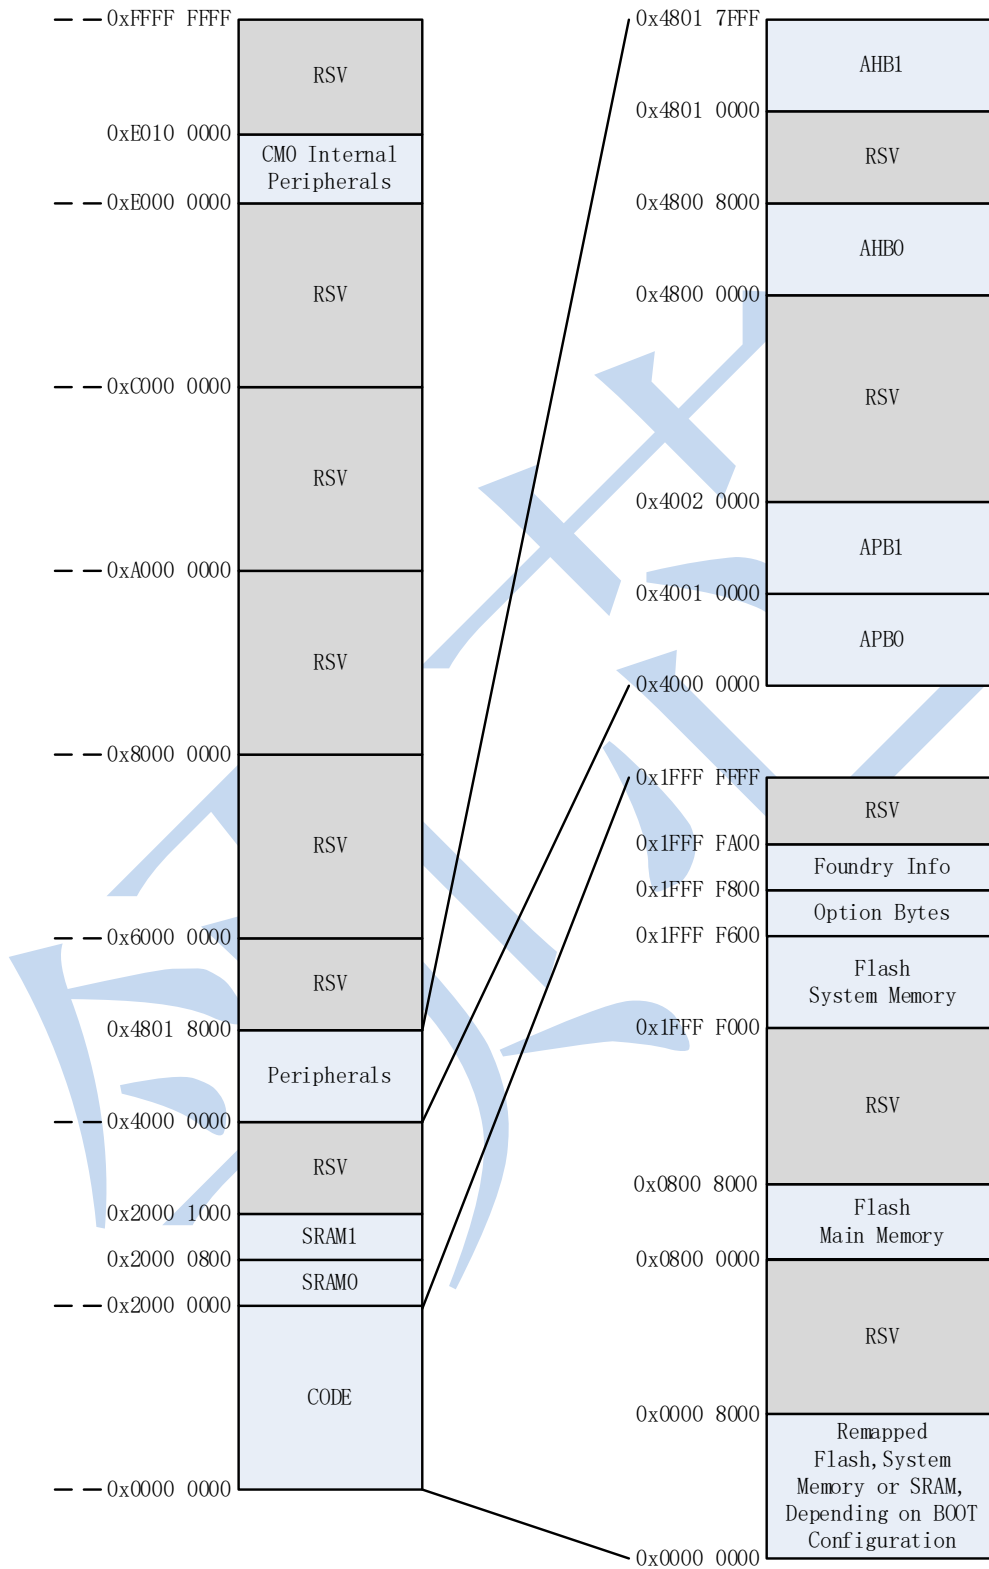 0xFFFF FFFF
RSV
0xE010 0000
CM0 Internal
Peripherals
0xE000 0000
RSV
0xC000 0000
RSV
0xA000 0000
RSV
0x8000 0000
RSV
0x6000 0000
RSV
0x4801 8000
Peripherals
0x4000 0000
RSV
0x2000 1000
SRAM1
0x2000 0800
SRAM0
0x2000 0000
CODE
0x0000 0000
0x4801 7FFF
AHB1
0x4801 0000
RSV
0x4800 8000
AHB0
0x4800 0000
RSV
0x4002 0000
APB1
0x4001 0000
APB0
0x4000 0000
0x1FFF FFFF
RSV
0x1FFF FA00
Foundry Info
0x1FFF F800
Option Bytes
0x1FFF F600
Flash
System Memory
0x1FFF F000
RSV
0x0800 8000
Flash
Main Memory
0x0800 0000
RSV
0x0000 8000
Remapped
Flash,System
Memory or SRAM,
Depending on BOOT
Configuration
0x0000 0000